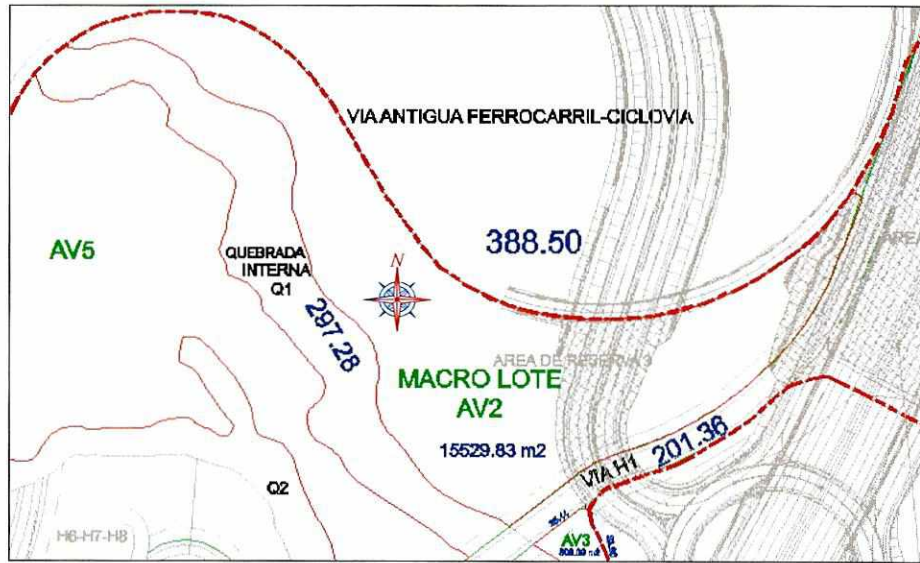 VIA ANTIGUA FERROCARRIL-CICLOVIA
388.50
AV5
QUEBRADA
INTERNA
Q1
N
297.28
AREA DE RESERVA 3
MACRO LOTE
AV2
15529.83 m2
201.36
VIA H1
Q2
H6-H7-H8
AV3
AREA